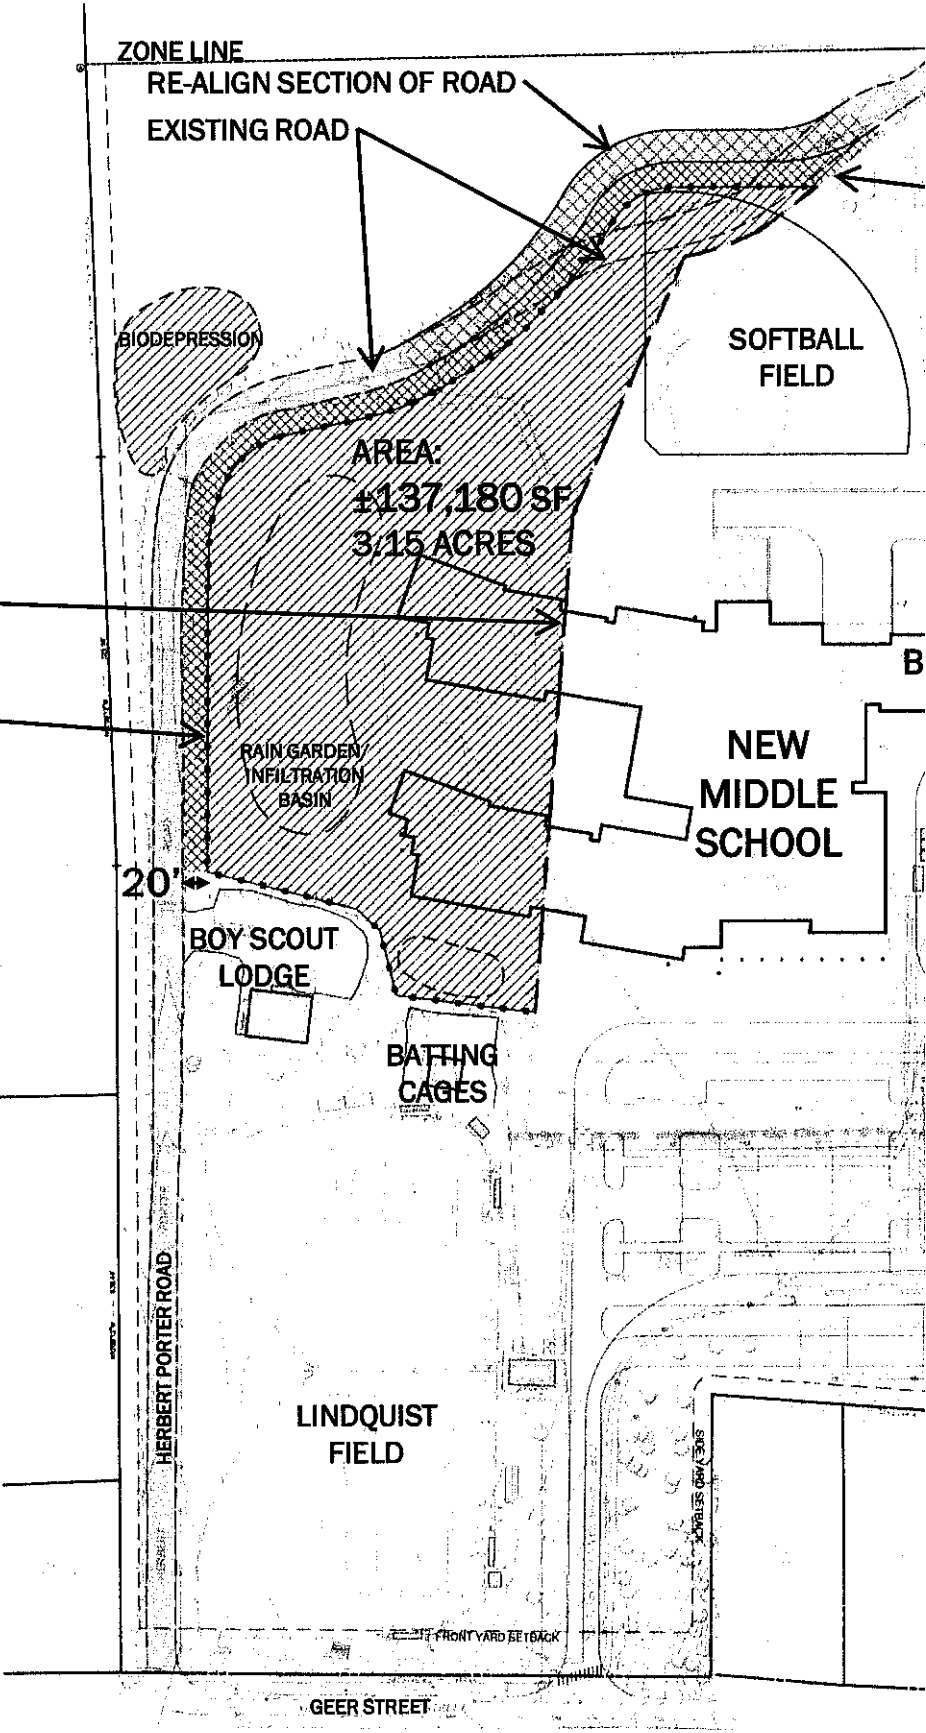 ZONE LINE
RE-ALIGN SECTION OF ROAD
EXISTING ROAD
BIODEPRESSION
SOFTBALL
FIELD
AREA:
±137,180 SF
3.15 ACRES
B
RAIN GARDEN/
INFILTRATION
BASIN
NEW
MIDDLE
SCHOOL
20'
BOY SCOUT
LODGE
BATTING
CAGES
HERBERT PORTER ROAD
LINDQUIST
FIELD
SIDE YARD SETBACK
FRONT YARD SETBACK
GEER STREET